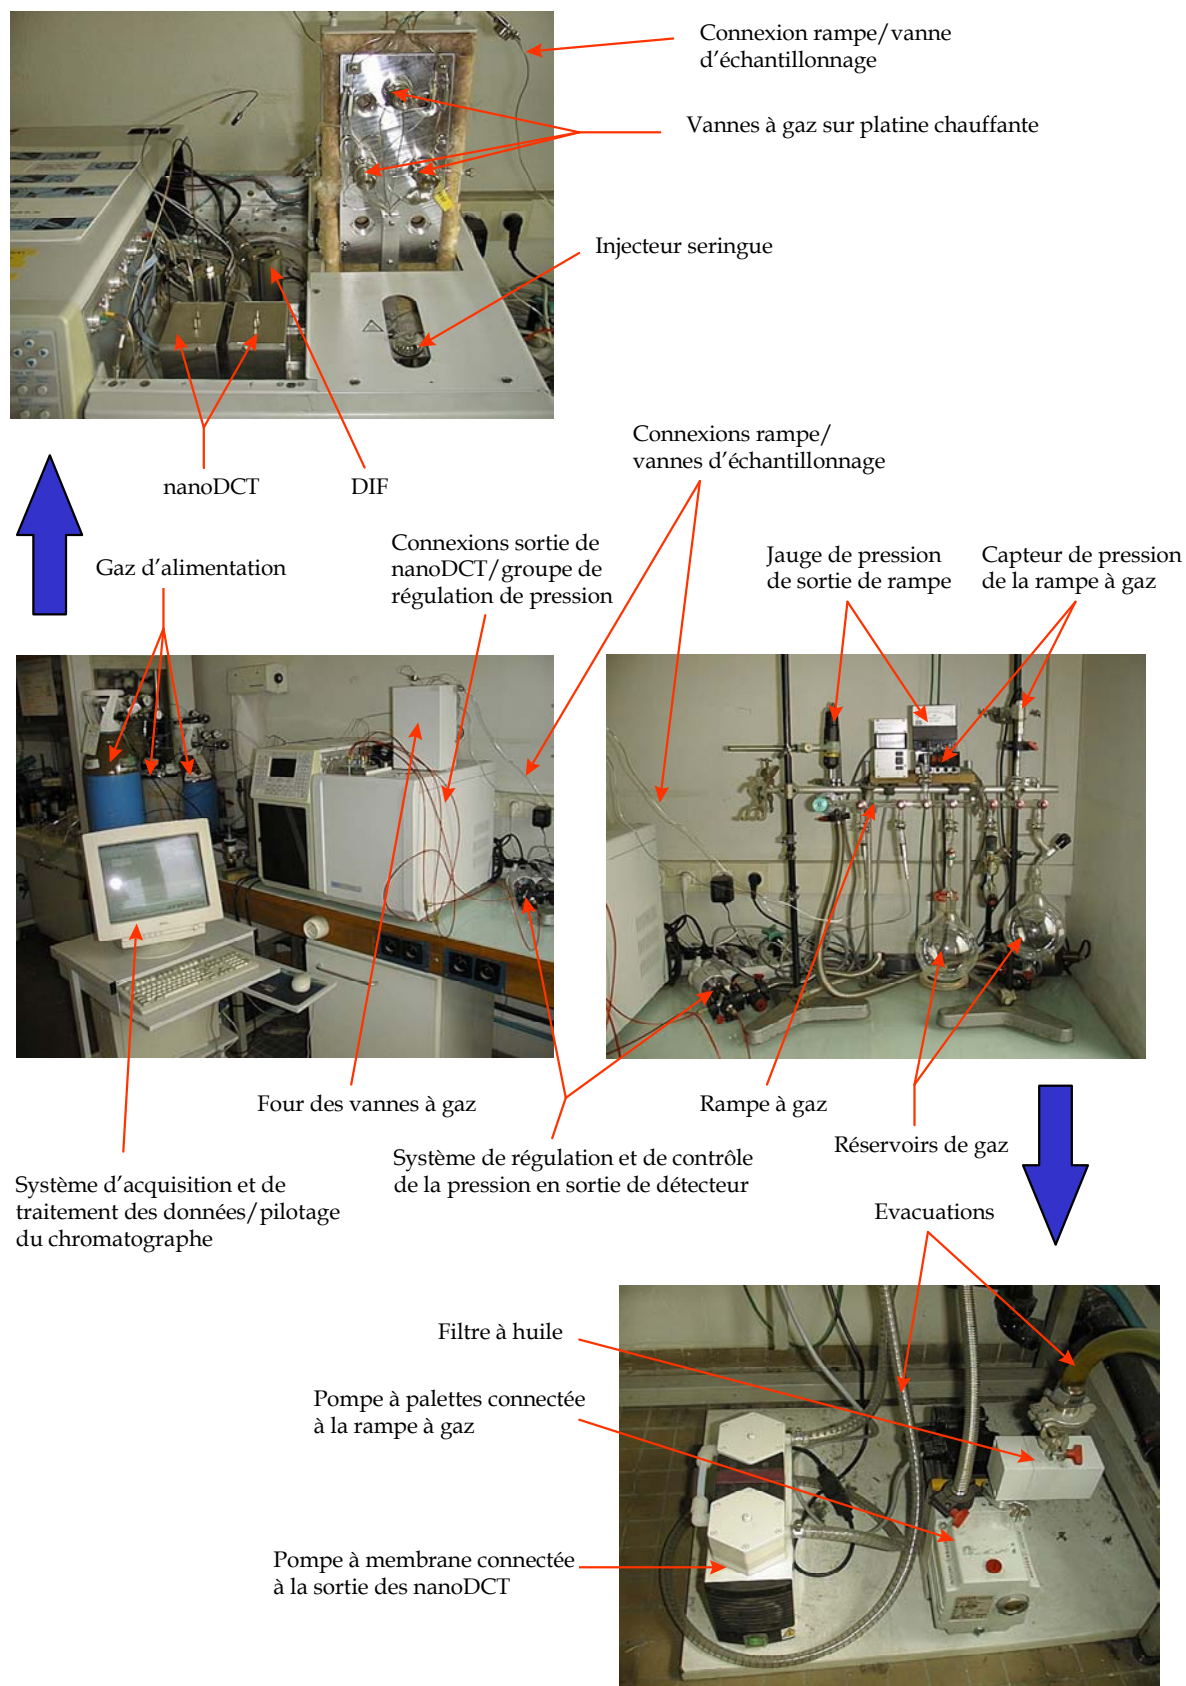 Connexion rampe/vanne
d'échantillonnage
Vannes à gaz sur platine chauffante
Injecteur seringue
nanoDCT
DIF
Connexions rampe/
vannes d'échantillonnage
Gaz d'alimentation
Connexions sortie de
nanoDCT/groupe de
régulation de pression
Jauge de pression
de sortie de rampe
Capteur de pression
de la rampe à gaz
Four des vannes à gaz
Rampe à gaz
Réservoirs de gaz
Système de régulation et de contrôle
de la pression en sortie de détecteur
Système d'acquisition et de
traitement des données/pilotage
du chromatographe
Evacuations
Filtre à huile
Pompe à palettes connectée
à la rampe à gaz
Pompe à membrane connectée
à la sortie des nanoDCT